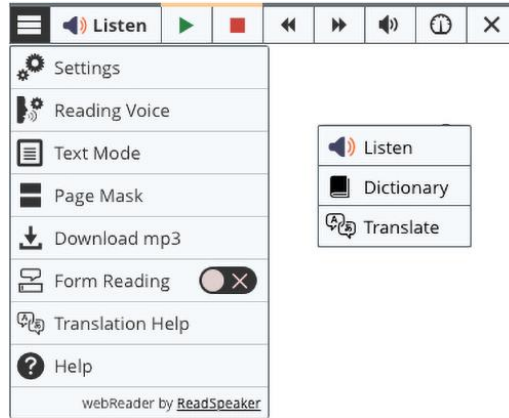 Listen
Settings
Reading Voice
Text Mode
Page Mask
Download mp3
Form Reading
Translation Help
Help
webReader by ReadSpeaker
Listen
Dictionary
Translate